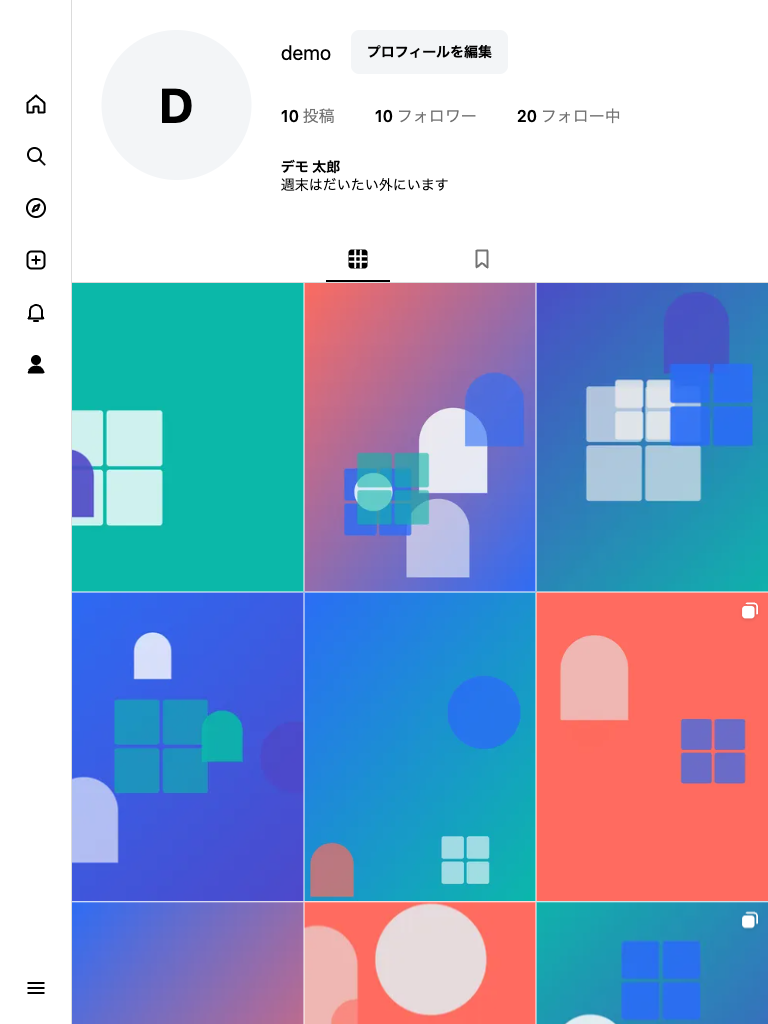 demo
プロフィールを編集
D
10 投稿
10 フォロワー
20 フォロー中
デモ 太郎
週末はだいたい外にいます